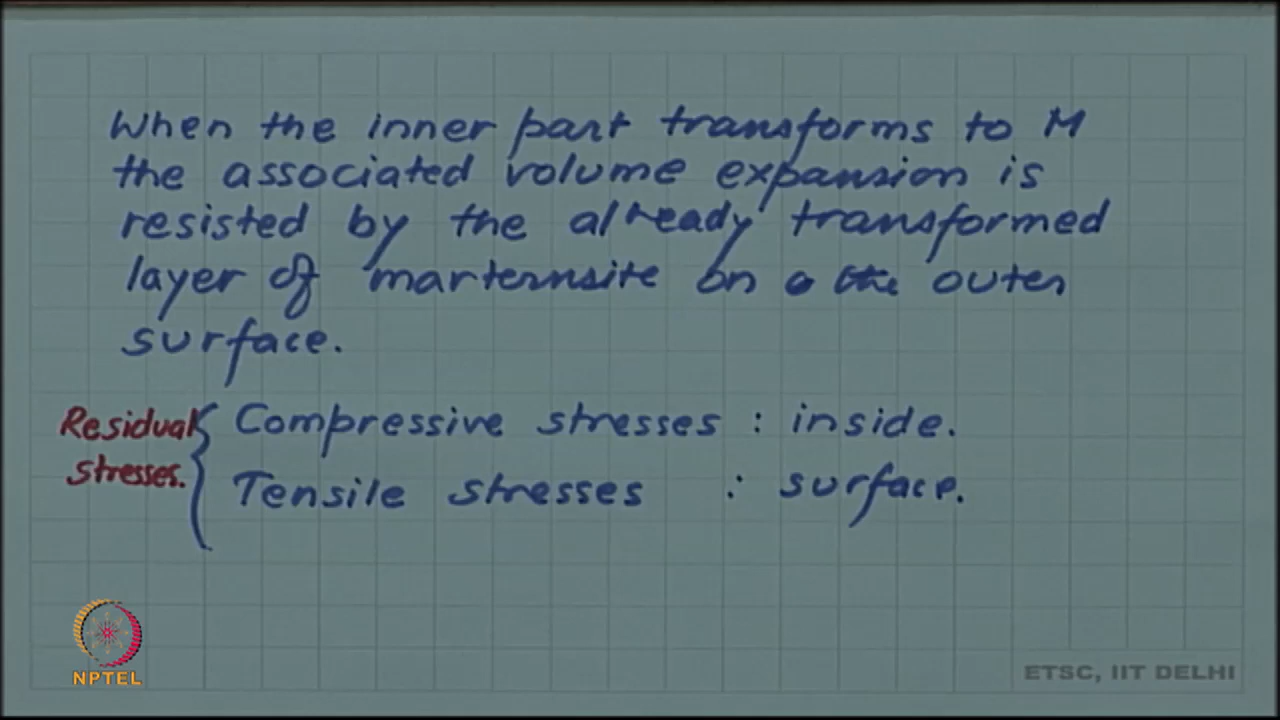 When the inner part transforms to M
the associated volume expansion is
resisted by the already transformed
layer of marternsite on the outer
surface.
Residual stresses. { Compressive stresses : inside.
Tensile stresses : surface.
NPTEL
ETSC, IIT DELHI